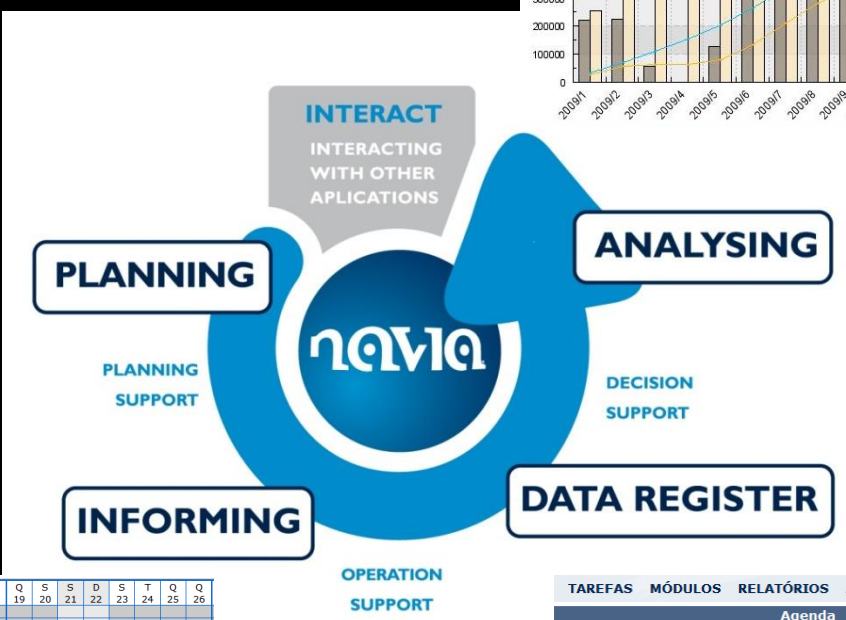 200000
100000
0
2009/1 2009/2 2009/3 2009/4 2009/5 2009/6 2009/7 2009/8 2009/9
INTERACT
INTERACTING
WITH OTHER
APLICATIONS
ANALYSING
PLANNING
navia
PLANNING
SUPPORT
DECISION
SUPPORT
DATA REGISTER
INFORMING
OPERATION
SUPPORT
Q S S D S T Q Q
19 20 21 22 23 24 25 26
TAREFAS MÓDULOS RELATÓRIOS
Agenda